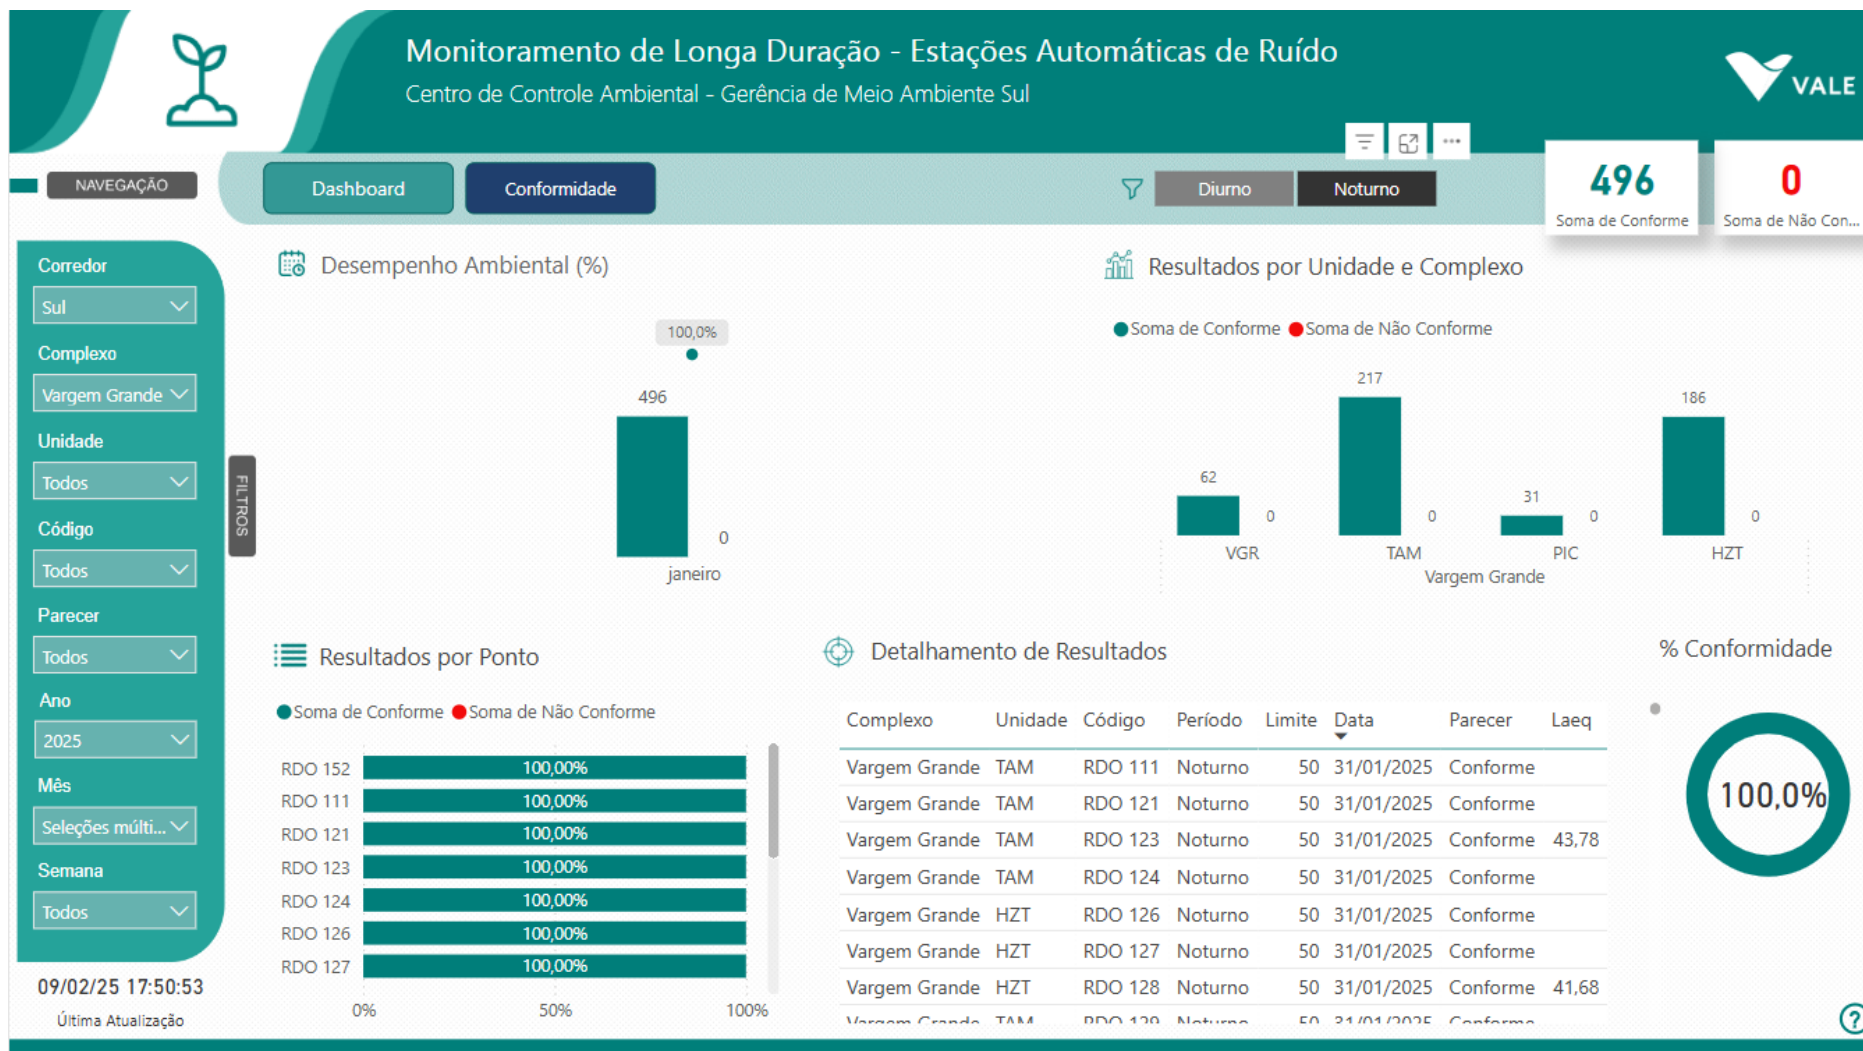 Monitoramento de Longa Duração - Estações Automáticas de Ruído
Centro de Controle Ambiental - Gerência de Meio Ambiente Sul
VALE
NAVEGAÇÃO
Dashboard
Conformidade
Diurno
Noturno
496
Soma de Conforme
0
Soma de Não Con...
Corredor
Sul
Complexo
Vargem Grande
Unidade
Todos
Código
Todos
Parecer
Todos
Ano
2025
Mês
Seleções múlti...
Semana
Todos
09/02/25 17:50:53
Última Atualização
FILTROS
Desempenho Ambiental (%)
100,0%
496
0
janeiro
Resultados por Unidade e Complexo
Soma de Conforme Soma de Não Conforme
62 0 217 0 31 0 186 0
VGR TAM PIC HZT
Vargem Grande
Resultados por Ponto
Soma de Conforme Soma de Não Conforme
RDO 152 100,00%
RDO 111 100,00%
RDO 121 100,00%
RDO 123 100,00%
RDO 124 100,00%
RDO 126 100,00%
RDO 127 100,00%
0% 50% 100%
Detalhamento de Resultados
Complexo Unidade Código Período Limite Data Parecer Laeq
Vargem Grande TAM RDO 111 Noturno 50 31/01/2025 Conforme
Vargem Grande TAM RDO 121 Noturno 50 31/01/2025 Conforme
Vargem Grande TAM RDO 123 Noturno 50 31/01/2025 Conforme 43,78
Vargem Grande TAM RDO 124 Noturno 50 31/01/2025 Conforme
Vargem Grande HZT RDO 126 Noturno 50 31/01/2025 Conforme
Vargem Grande HZT RDO 127 Noturno 50 31/01/2025 Conforme
Vargem Grande HZT RDO 128 Noturno 50 31/01/2025 Conforme 41,68
Vargem Grande TAM RDO 129 Noturno 50 31/01/2025 Conforme
% Conformidade
100,0%
?